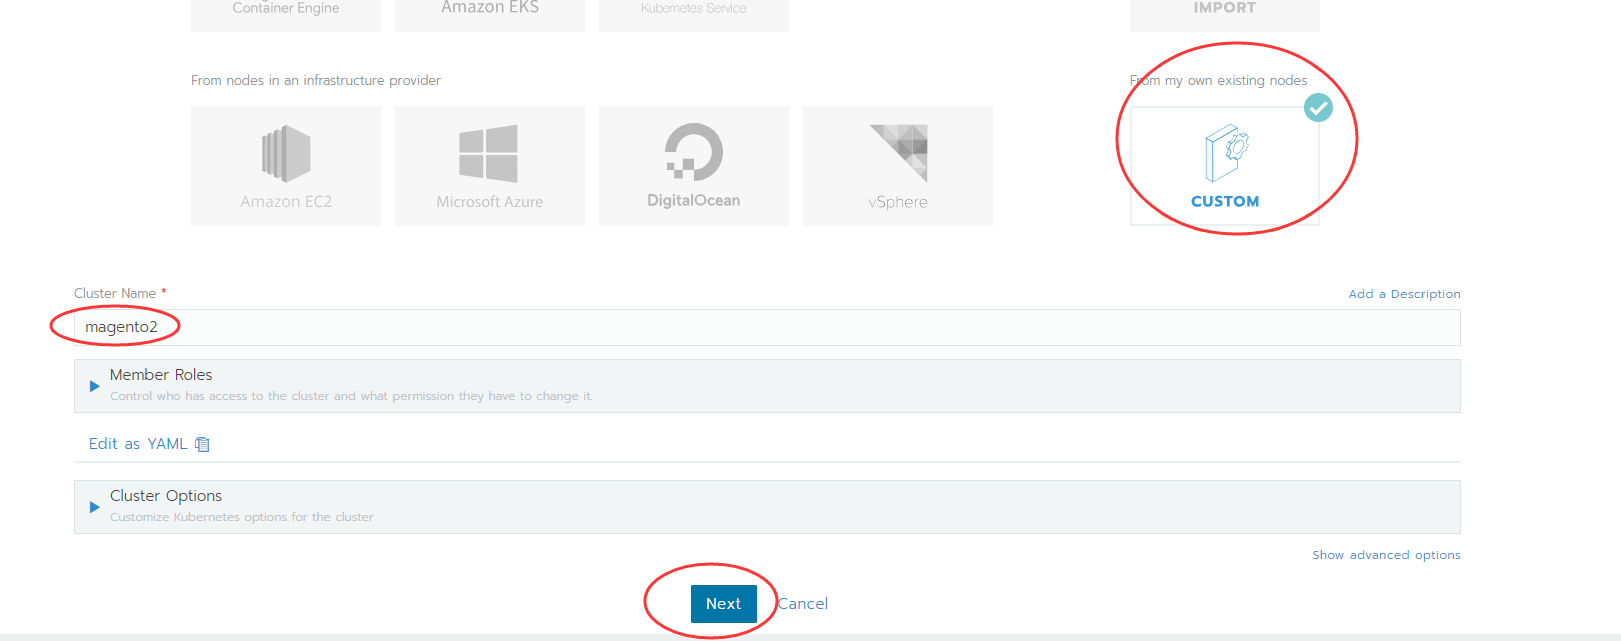 Container Engine
Amazon EKS
Kubernetes Service
IMPORT
From nodes in an infrastructure provider
From my own existing nodes
Amazon EC2
Microsoft Azure
DigitalOcean
vSphere
CUSTOM
Cluster Name *
Add a Description
magento2
Member Roles
Control who has access to the cluster and what permission they have to change it.
Edit as YAML
Cluster Options
Customize Kubernetes options for the cluster
Show advanced options
Next
Cancel